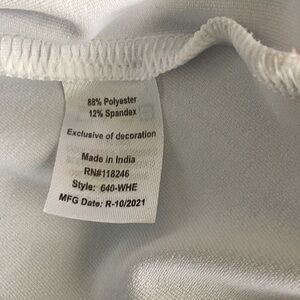 88% Polyester
12% Spandex
Exclusive of decoration
Made in India
RN#118246
Style: 640-WHE
MFG Date: R-10/2021